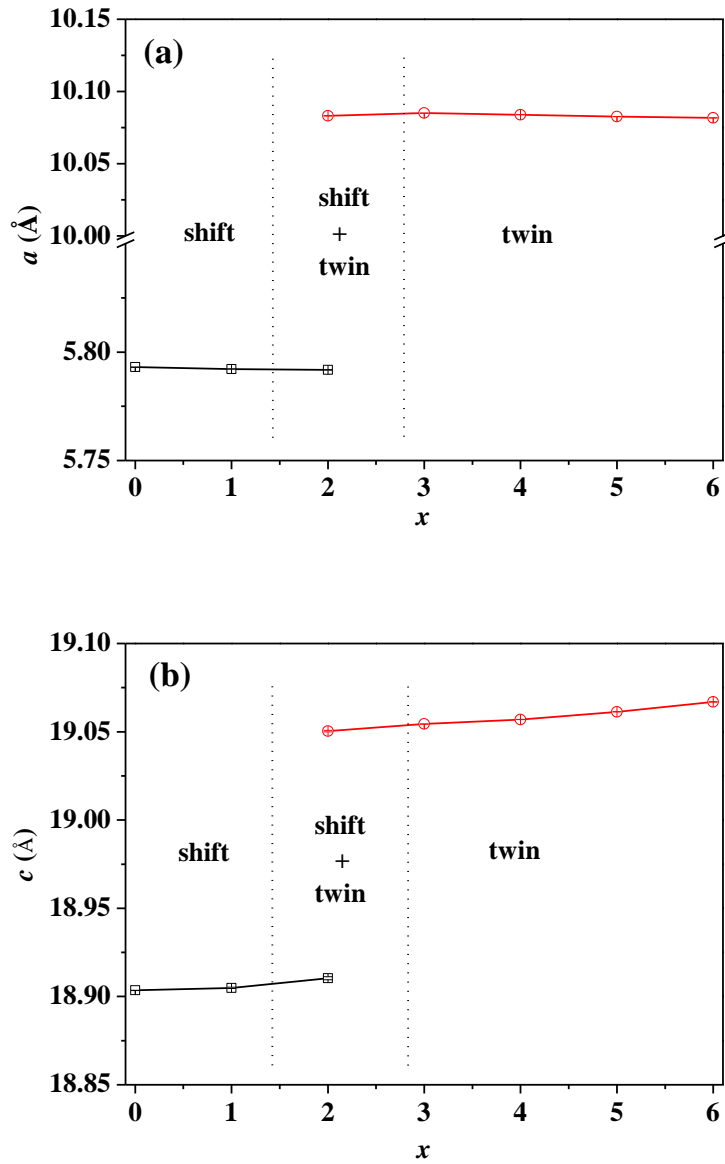 (a)
10.15
10.10
10.05
10.00
5.80
5.75
a (Å)
shift
shift
+
twin
twin
0 1 2 3 4 5 6
x
(b)
19.10
19.05
19.00
18.95
18.90
18.85
c (Å)
shift
shift
+
twin
twin
0 1 2 3 4 5 6
x